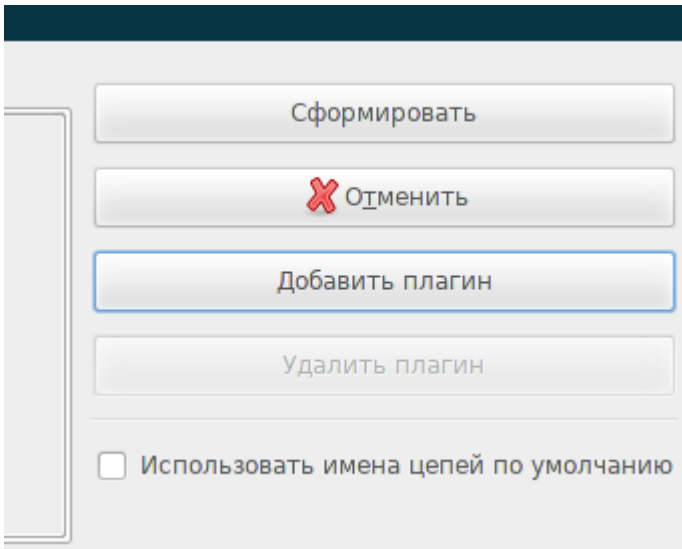 Сформировать
Отменить
Добавить плагин
Удалить плагин
Использовать имена цепей по умолчанию